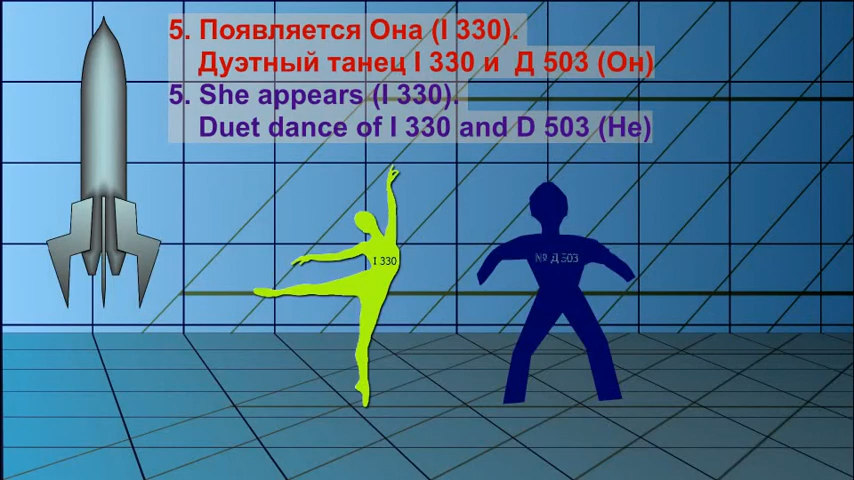 5. Появляется Она (I 330).
Дуэтный танец I 330 и Д 503 (Он)
5. She appears (I 330).
Duet dance of I 330 and D 503 (He)
I 330
№ Д 503